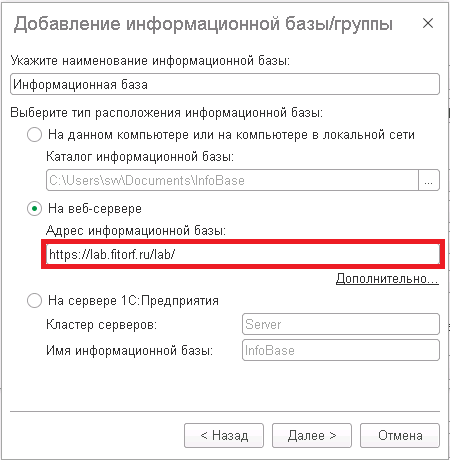 Добавление информационной базы/группы
Укажите наименование информационной базы:
Информационная база
Выберите тип расположения информационной базы:
На данном компьютере или на компьютере в локальной сети
Каталог информационной базы:
C:\Users\sw\Documents\InfoBase ...
На веб-сервере
Адрес информационной базы:
https://lab.fitorf.ru/lab/
Дополнительно...
На сервере 1С:Предприятия
Кластер серверов: Server
Имя информационной базы: InfoBase
< Назад Далее > Отмена